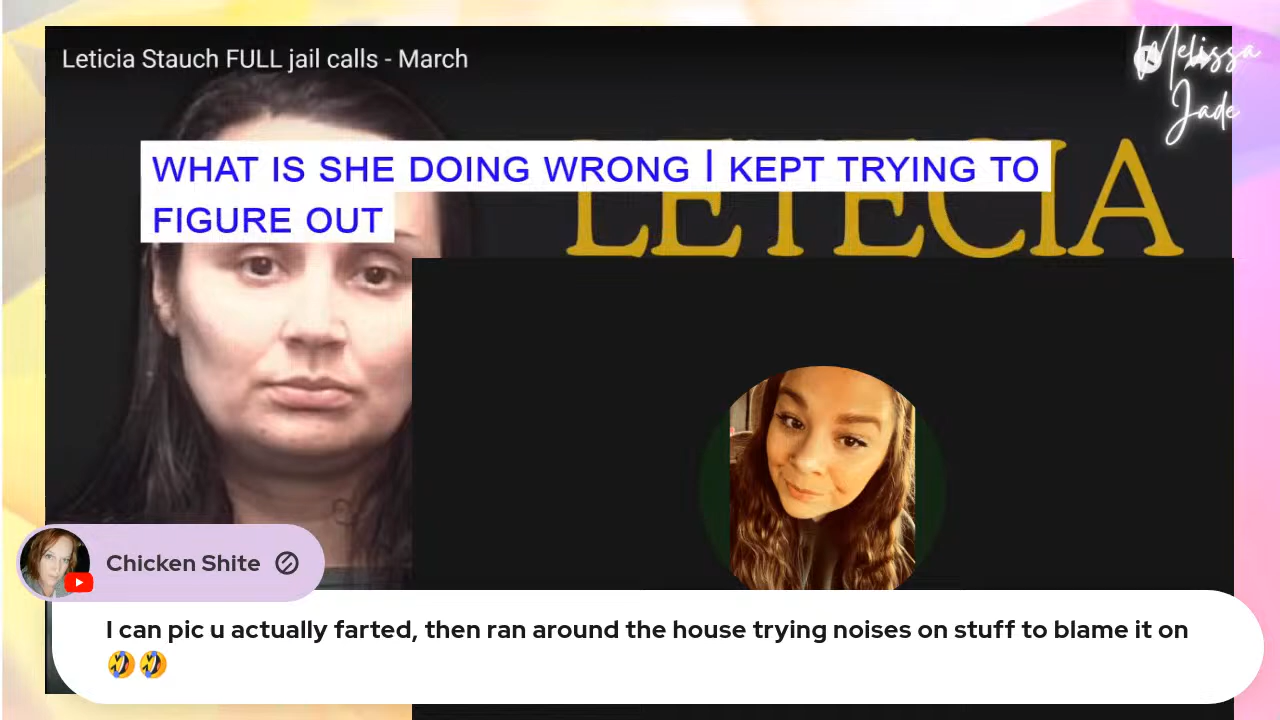 Leticia Stauch FULL jail calls - March
Melissa
Jade
WHAT IS SHE DOING WRONG I KEPT TRYING TO
FIGURE OUT
LETECIA
Chicken Shite
I can pic u actually farted, then ran around the house trying noises on stuff to blame it on
🤣🤣